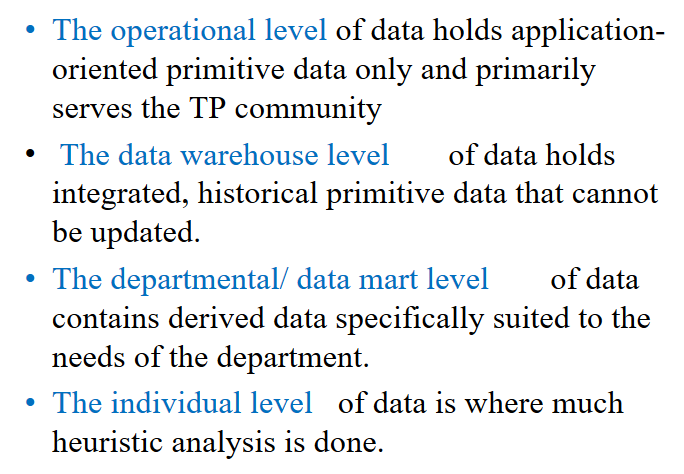 • The operational level of data holds application-
oriented primitive data only and primarily
serves the TP community
• The data warehouse level of data holds
integrated, historical primitive data that cannot
be updated.
• The departmental/ data mart level of data
contains derived data specifically suited to the
needs of the department.
• The individual level of data is where much
heuristic analysis is done.